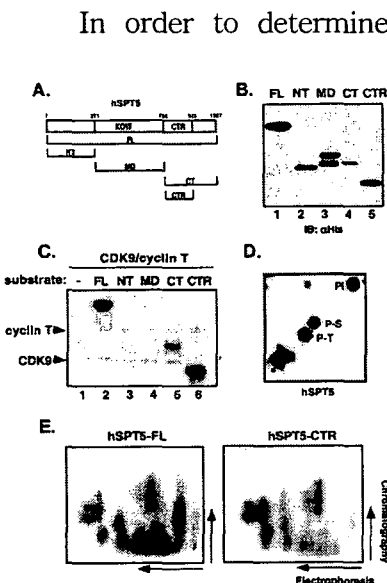 In order to determine
A.
hSPT5
KOW
CTR
FL
NT
MD
CT
CTR
B.
FL NT MD CT CTR
1 2 3 4 5
IB: αHis
C.
CDK9/cyclin T
substrate: - FL NT MD CT CTR
cyclin T
CDK9
1 2 3 4 5 6
D.
Pi
P-S
P-T
hSPT5
E.
hSPT5-FL
hSPT5-CTR
Chromatography
Electrophoresis